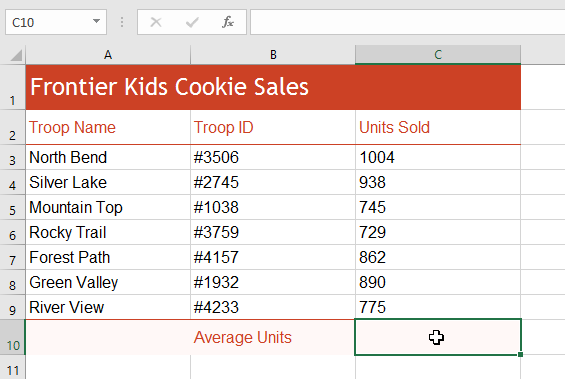 C10 fx
A B C
1 Frontier Kids Cookie Sales
2 Troop Name Troop ID Units Sold
3 North Bend #3506 1004
4 Silver Lake #2745 938
5 Mountain Top #1038 745
6 Rocky Trail #3759 729
7 Forest Path #4157 862
8 Green Valley #1932 890
9 River View #4233 775
10 Average Units
11